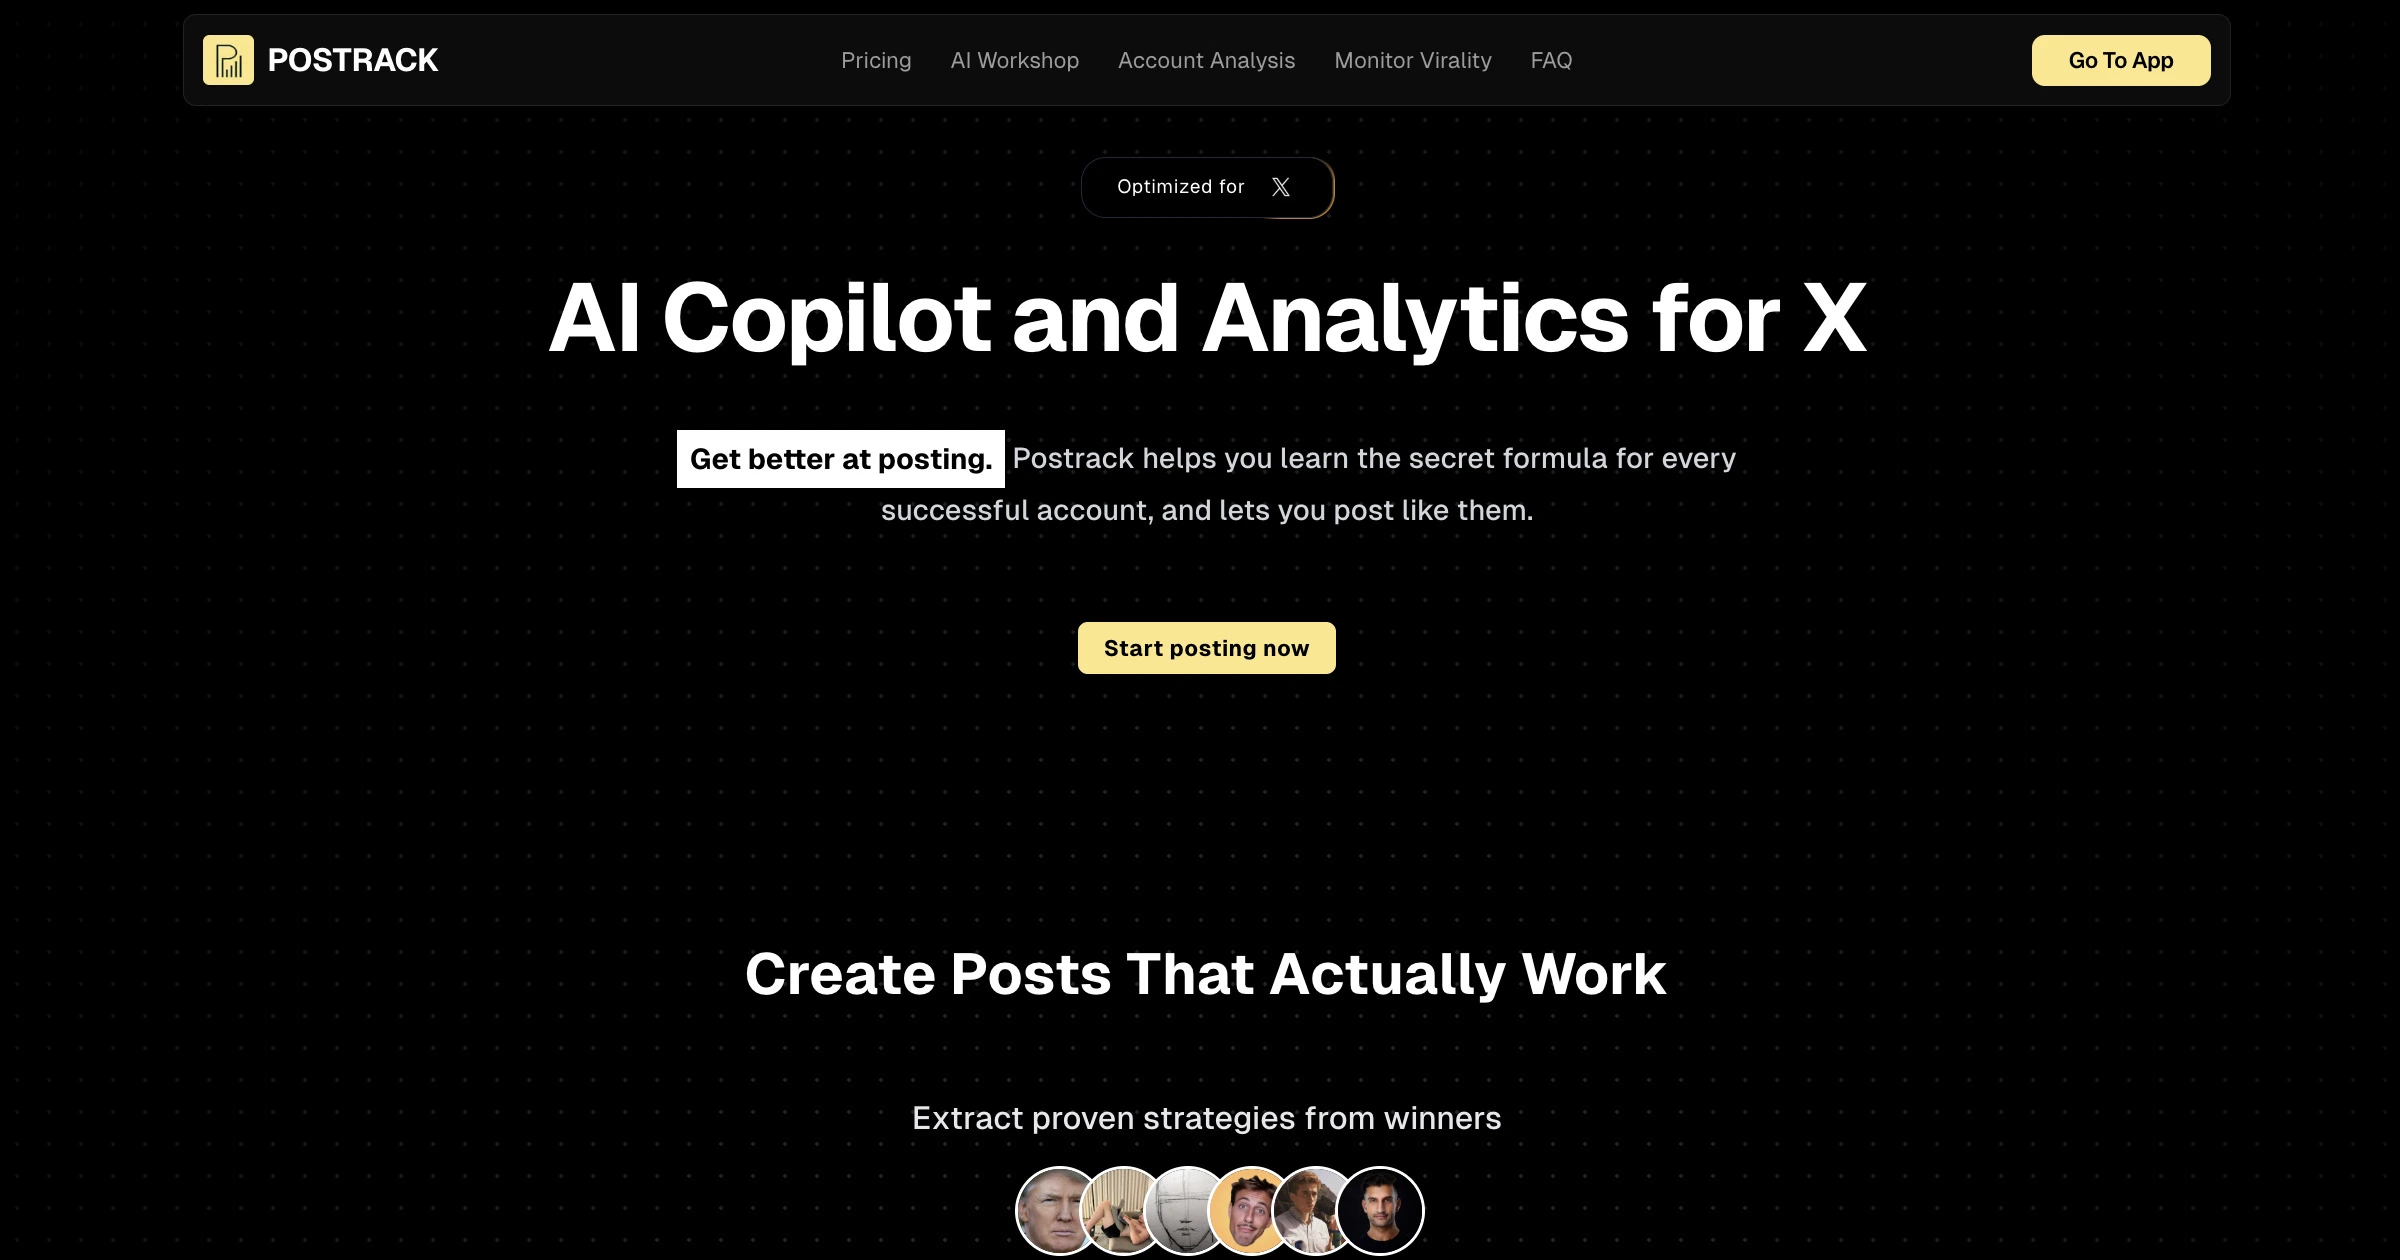 POSTRACK
Pricing
AI Workshop
Account Analysis
Monitor Virality
FAQ
Go To App
Optimized for X
AI Copilot and Analytics for X
Get better at posting. Postrack helps you learn the secret formula for every
successful account, and lets you post like them.
Start posting now
Create Posts That Actually Work
Extract proven strategies from winners